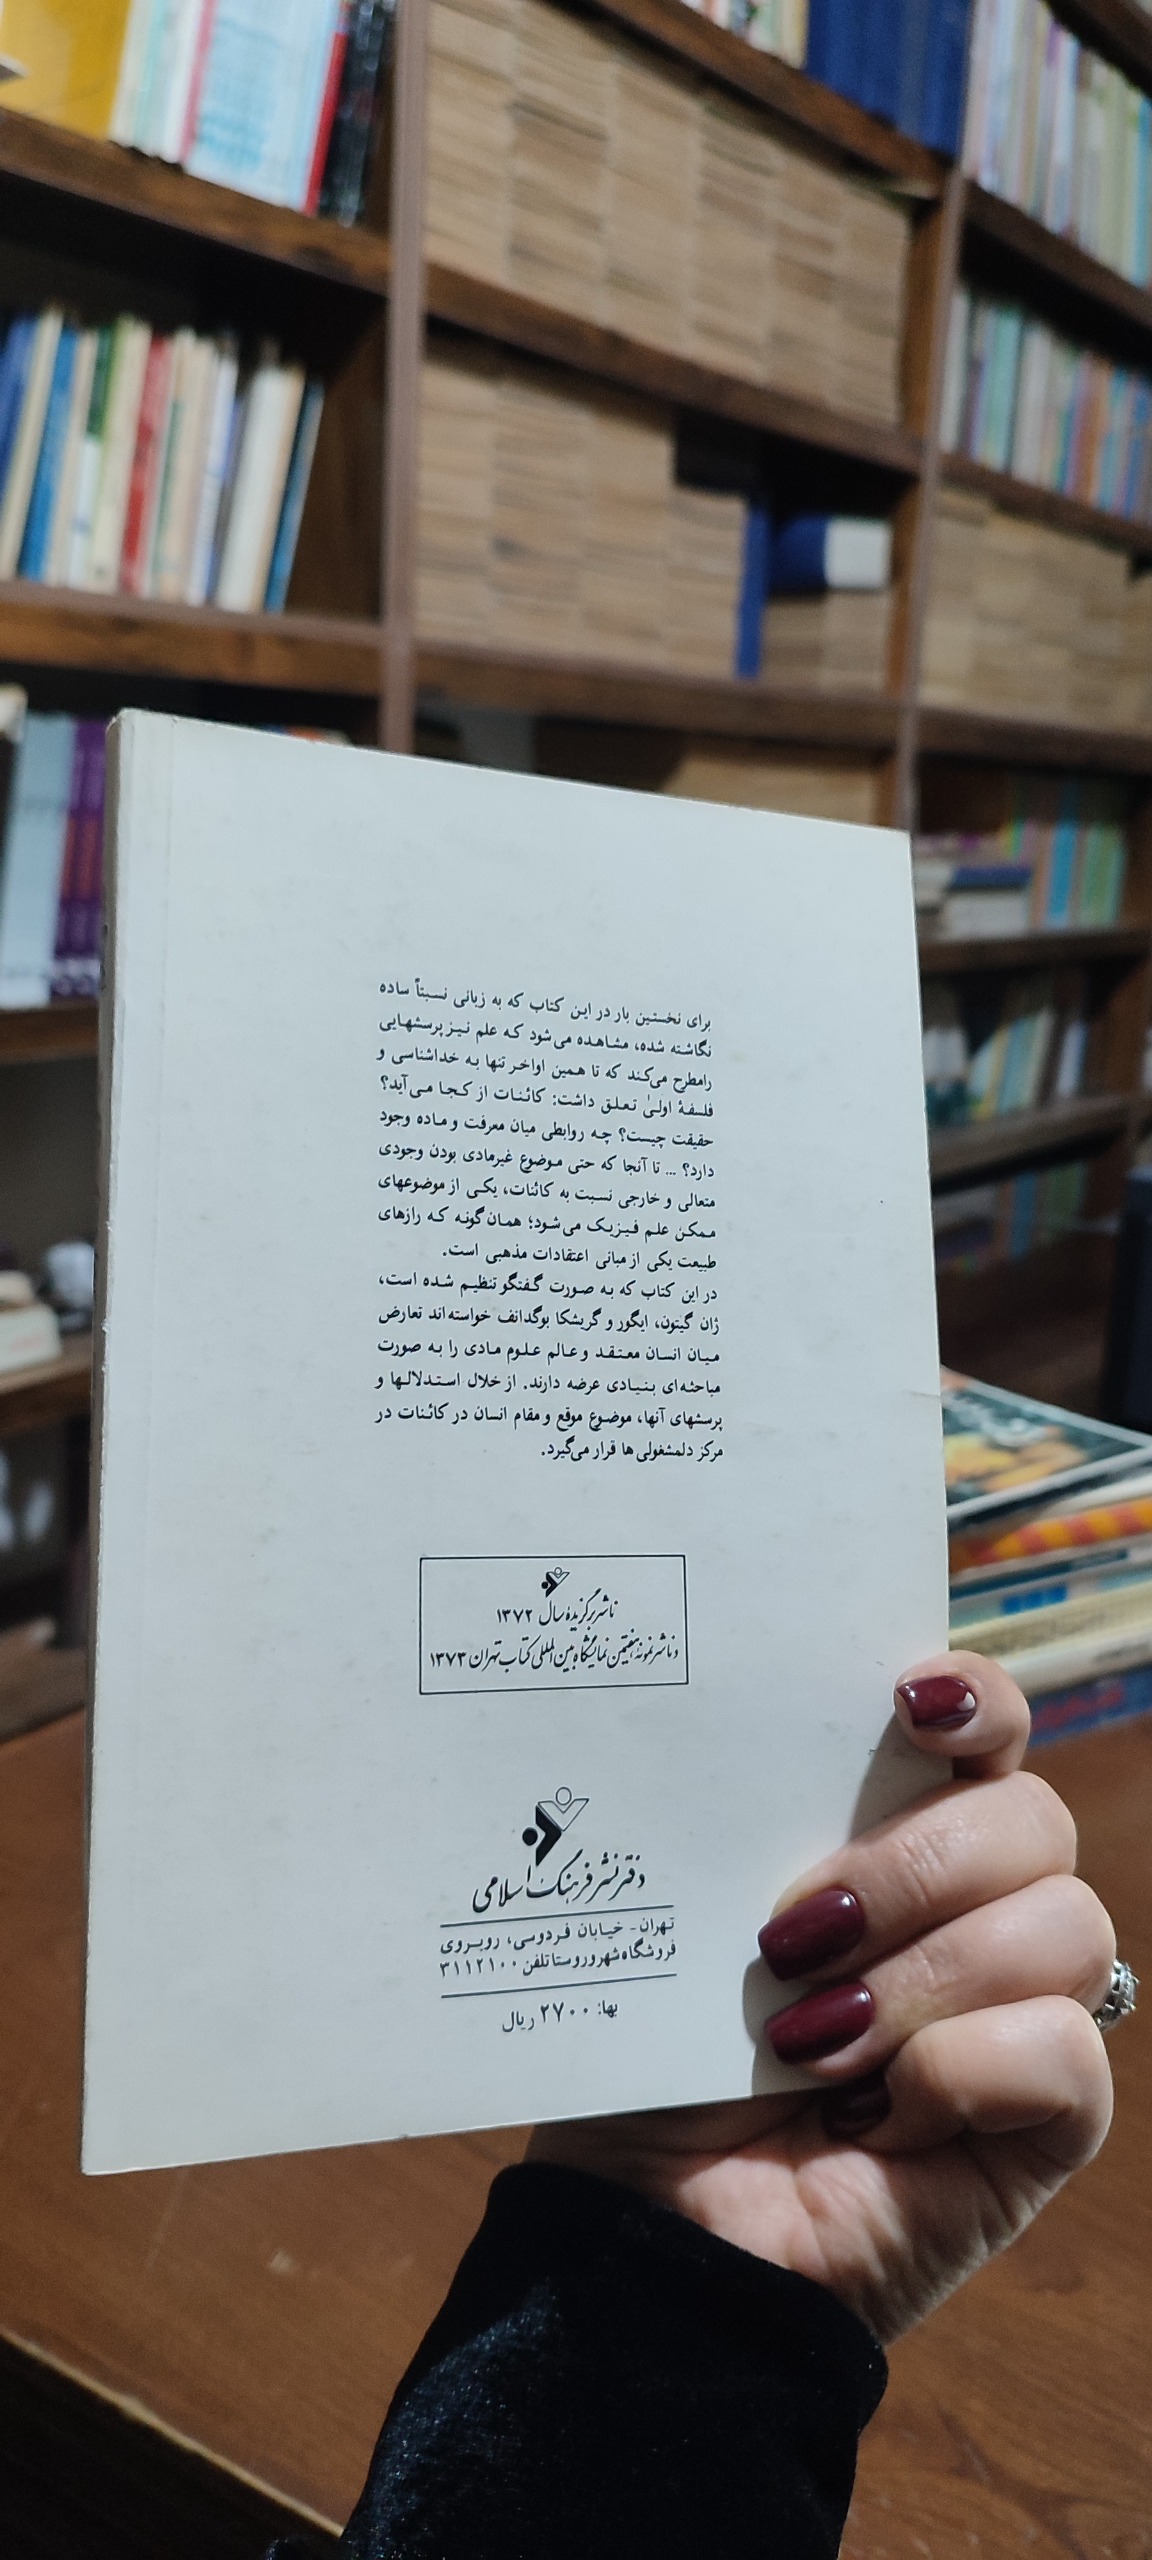 برای نخستین بار در این کتاب که به زبانی نسبتاً ساده
نگاشته شده، مشاهده می‌شود که علم نیز پرسشهایی
رامطرح می‌کند که تا همین اواخر تنها به خداشناسی و
فلسفۀ اولیٰ تعلق داشت: کائنات از کجا می‌آید؟
حقیقت چیست؟ چه روابطی میان معرفت و ماده وجود
دارد؟ ... تا آنجا که حتی موضوع غیرمادی بودن وجودی
متعالی و خارجی نسبت به کائنات، یکی از موضوعهای
ممکن علم فیزیک می‌شود؛ همان گونه که رازهای
طبیعت یکی از مبانی اعتقادات مذهبی است.
در این کتاب که به صورت گفتگو تنظیم شده است،
ژان گیتون، ایگور و گریشکا بوگدانف خواسته‌اند تعارض
میان انسان معتقد و عالم علوم مادی را به صورت
مباحثه‌ای بنیادی عرضه دارند. از خلال استدلالها و
پرسشهای آنها، موضوع موقع و مقام انسان در کائنات در
مرکز دلمشغولی‌ها قرار می‌گیرد.
ناشر برگزیدۀ سال ۱۳۷۲
و ناشر نمونۀ هفتمین نمایشگاه بین‌المللی کتاب تهران ۱۳۷۳
دفتر نشر فرهنگ اسلامی
تهران - خیابان فردوسی، روبروی
فروشگاه شهر و روستا تلفن ۳۱۱۲۱۰۰
بها: ۲۷۰۰ ریال